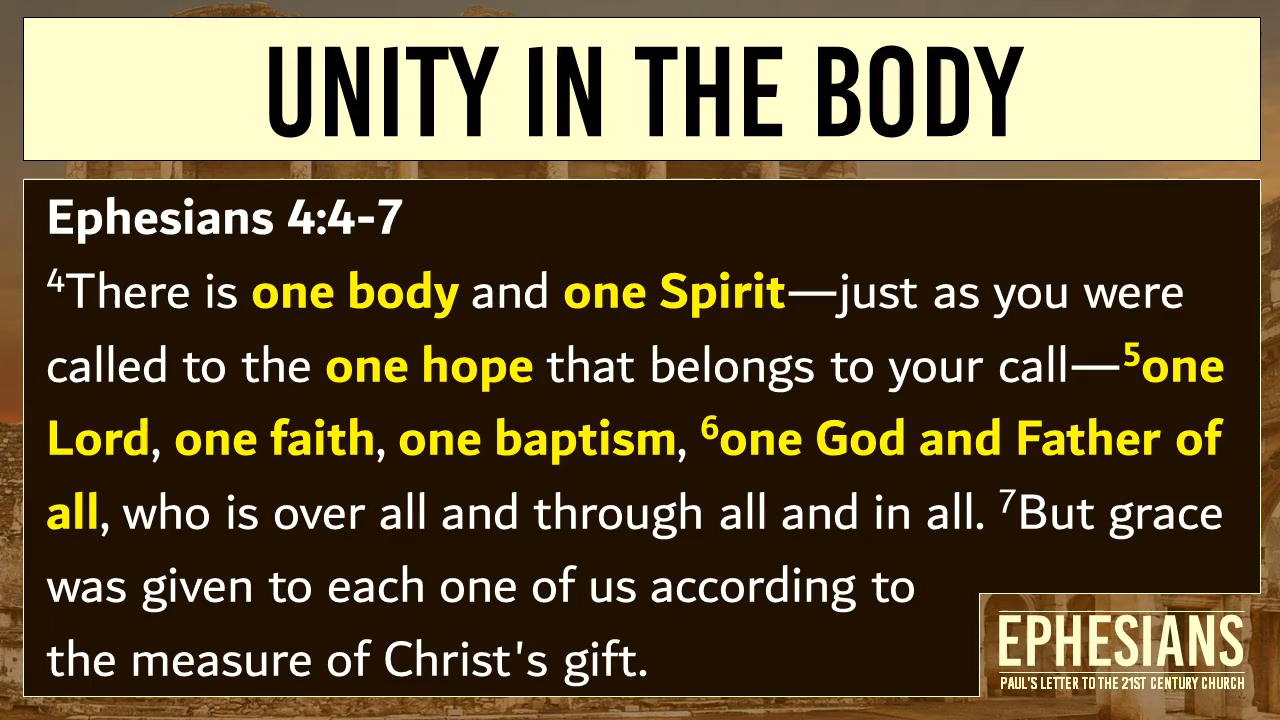 UNITY IN THE BODY
Ephesians 4:4-7
⁴There is one body and one Spirit—just as you were
called to the one hope that belongs to your call—⁵one
Lord, one faith, one baptism, ⁶one God and Father of
all, who is over all and through all and in all. ⁷But grace
was given to each one of us according to
the measure of Christ's gift.
EPHESIANS
PAUL'S LETTER TO THE 21ST CENTURY CHURCH